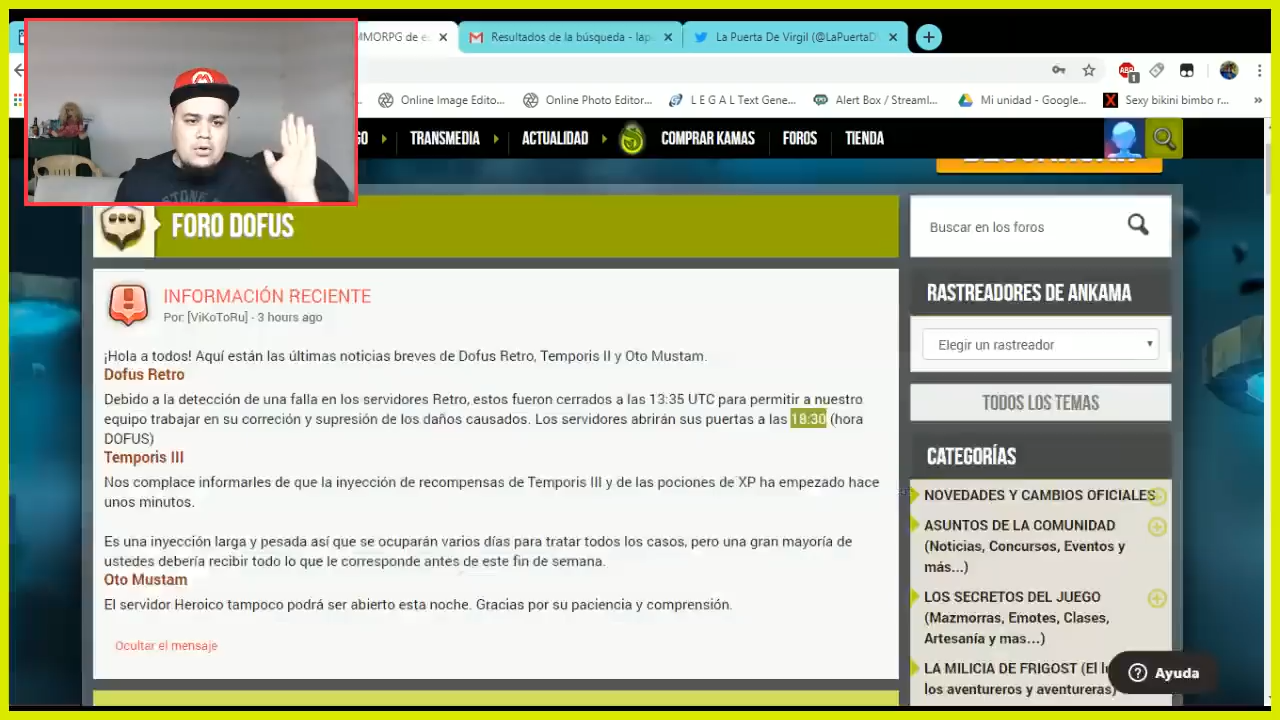 MMORPG de e
Resultados de la búsqueda - lap
La Puerta De Virgil (@LaPuertaD
Online Image Edito...
Online Photo Editor...
L E G A L Text Gene...
Alert Box / Streaml...
Mi unidad - Google...
Sexy bikini bimbo r...
TRANSMEDIA
ACTUALIDAD
COMPRAR KAMAS
FOROS
TIENDA
FORO DOFUS
Buscar en los foros
INFORMACIÓN RECIENTE
Por: [ViKoToRu] - 3 hours ago
¡Hola a todos! Aquí están las últimas noticias breves de Dofus Retro, Temporis II y Oto Mustam.
Dofus Retro
Debido a la detección de una falla en los servidores Retro, estos fueron cerrados a las 13:35 UTC para permitir a nuestro
equipo trabajar en su correción y supresión de los daños causados. Los servidores abrirán sus puertas a las 18:30 (hora
DOFUS)
Temporis III
Nos complace informarles de que la inyección de recompensas de Temporis III y de las pociones de XP ha empezado hace
unos minutos.
Es una inyección larga y pesada así que se ocuparán varios días para tratar todos los casos, pero una gran mayoría de
ustedes debería recibir todo lo que le corresponde antes de este fin de semana.
Oto Mustam
El servidor Heroico tampoco podrá ser abierto esta noche. Gracias por su paciencia y comprensión.
Ocultar el mensaje
RASTREADORES DE ANKAMA
Elegir un rastreador
TODOS LOS TEMAS
CATEGORÍAS
NOVEDADES Y CAMBIOS OFICIALES
ASUNTOS DE LA COMUNIDAD
(Noticias, Concursos, Eventos y
más...)
LOS SECRETOS DEL JUEGO
(Mazmorras, Emotes, Clases,
Artesanía y mas...)
LA MILICIA DE FRIGOST (El
los aventureros y aventureras)
Ayuda